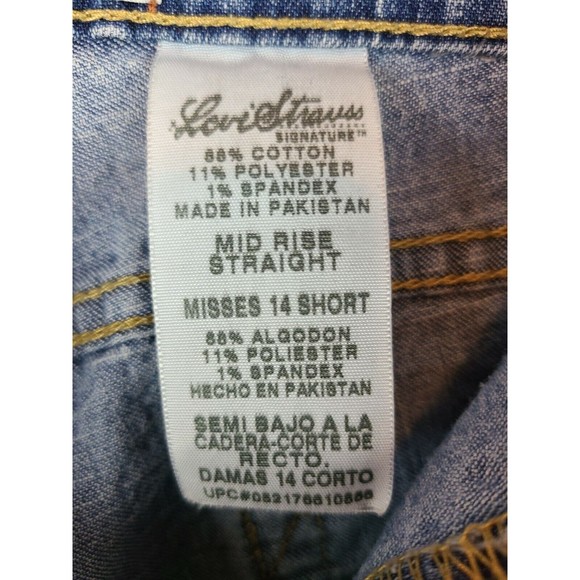 Levi Strauss
SIGNATURE™
88% COTTON
11% POLYESTER
1% SPANDEX
MADE IN PAKISTAN
MID RISE
STRAIGHT
MISSES 14 SHORT
88% ALGODON
11% POLIESTER
1% SPANDEX
HECHO EN PAKISTAN
SEMI BAJO A LA
CADERA-CORTE DE
RECTO.
DAMAS 14 CORTO